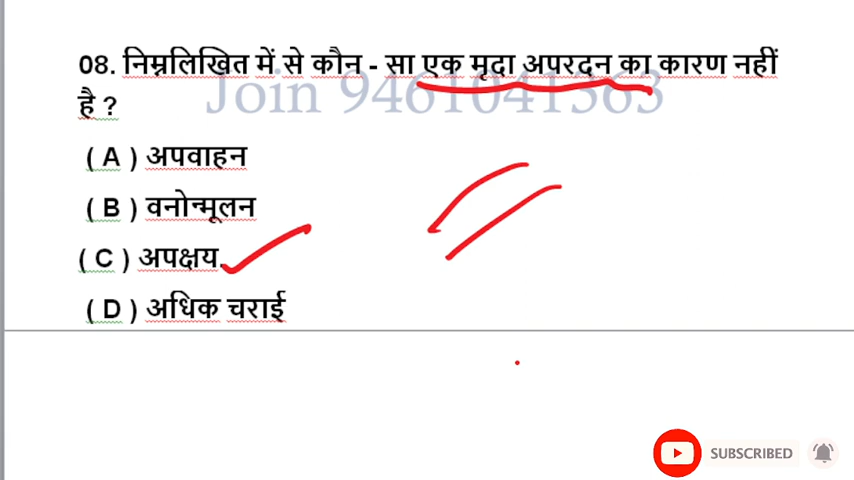 08. निम्नलिखित में से कौन - सा एक मृदा अपरदन का कारण नहीं
है ?
Join 9461041363
( A ) अपवाहन
( B ) वनोन्मूलन
( C ) अपक्षय.
( D ) अधिक चराई
SUBSCRIBED